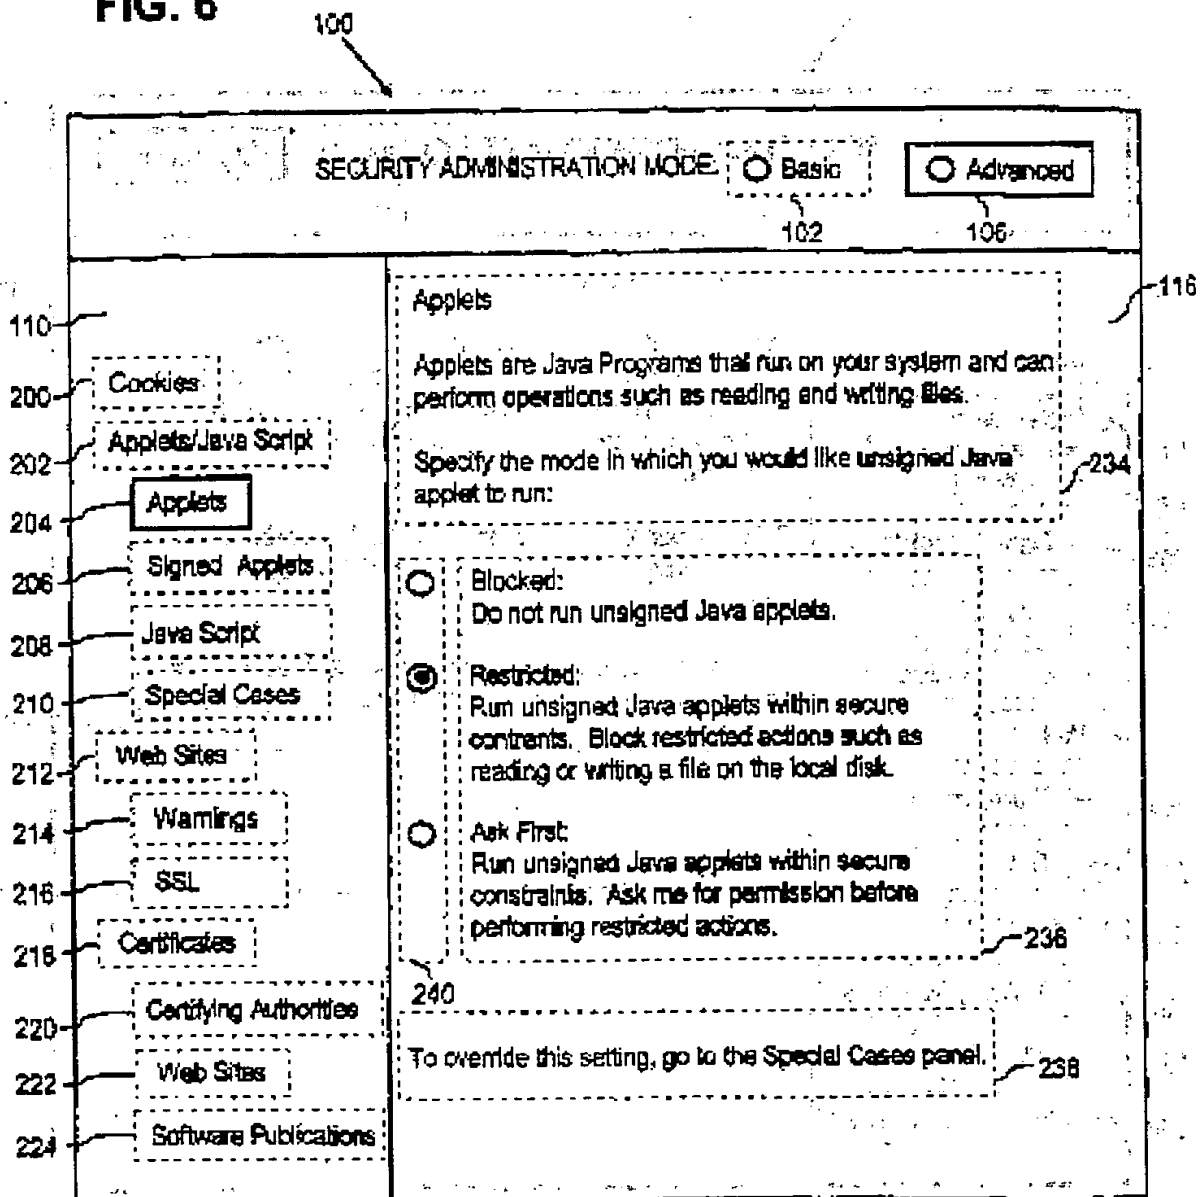 FIG. 6
100
SECURITY ADMINISTRATION MODE: Basic Advanced
102 106
110
116
Applets
Applets are Java Programs that run on your system and can
perform operations such as reading and writing files.
Specify the mode in which you would like unsigned Java
applet to run:
234
200 Cookies
202 Applets/Java Script
204 Applets
206 Signed Applets
208 Java Script
210 Special Cases
212 Web Sites
214 Warnings
216 SSL
218 Certificates
220 Certifying Authorities
222 Web Sites
224 Software Publications
Blocked:
Do not run unsigned Java applets.
Restricted:
Run unsigned Java applets within secure
contraints. Block restricted actions such as
reading or writing a file on the local disk.
Ask First:
Run unsigned Java applets within secure
constraints. Ask me for permission before
performing restricted actions.
236
240
To override this setting, go to the Special Cases panel.
238